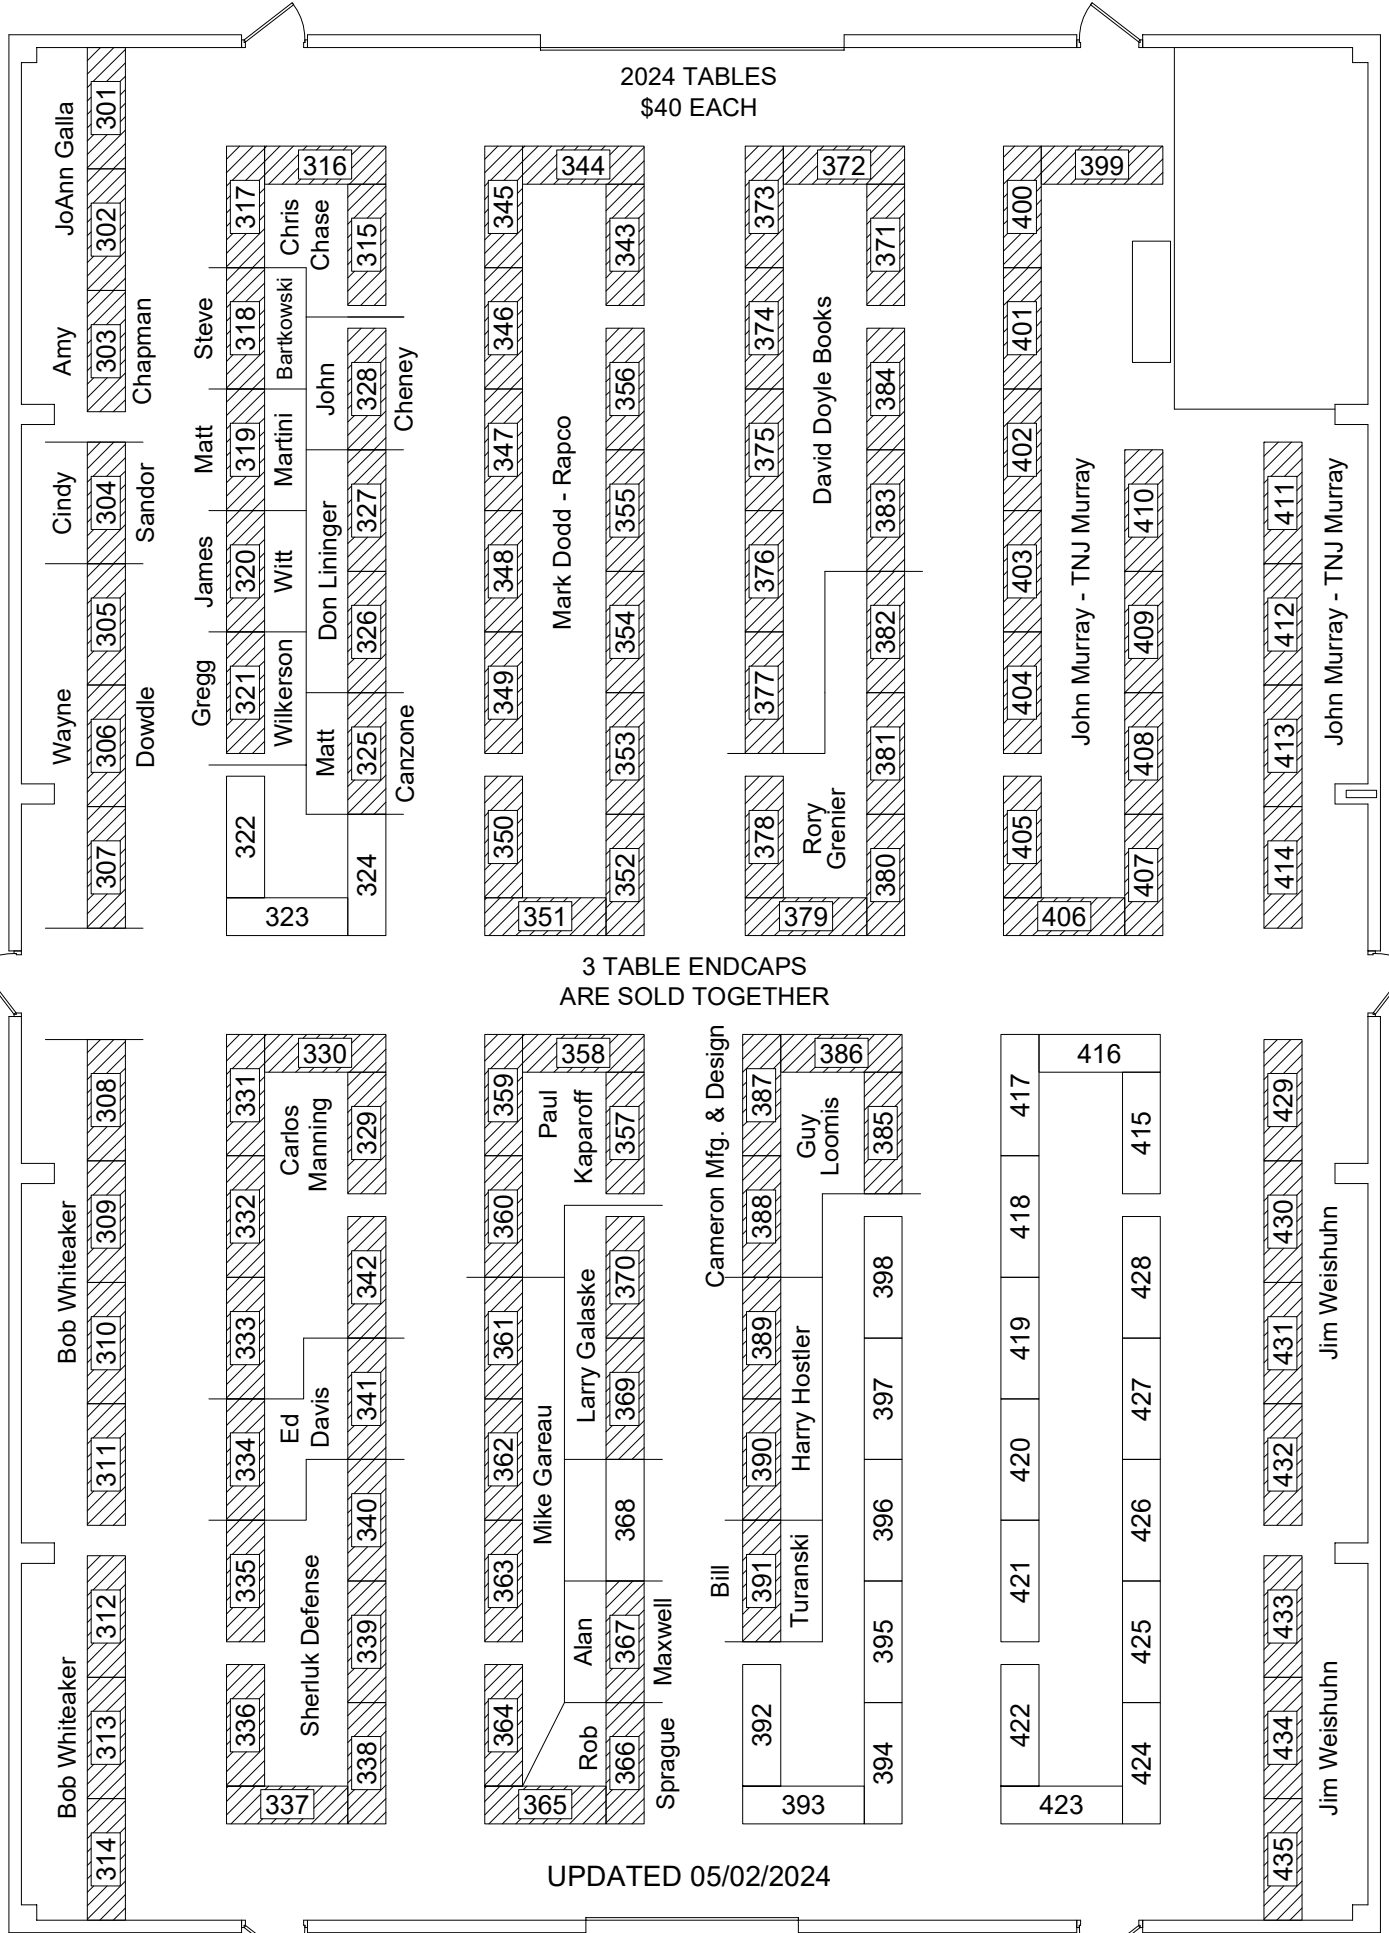 2024 TABLES
$40 EACH
JoAnn Galla
301
302
Amy
303
Chapman
Cindy
304
Sandor
Wayne
305
306
Dowdle
307
316
317
Chris
Chase
315
Steve
318
Bartkowski
John
328
Cheney
Matt
319
Martini
James
320
Witt
Don Lininger
327
326
Gregg
321
Wilkerson
Matt
325
Canzone
322
323
324
344
345
343
346
356
347
355
Mark Dodd - Rapco
348
354
349
353
350
352
351
372
373
371
374
384
David Doyle Books
375
383
376
382
377
381
378
Rory
Grenier
380
379
399
400
401
402
403
404
John Murray - TNJ Murray
410
409
408
405
407
406
411
412
413
414
John Murray - TNJ Murray
3 TABLE ENDCAPS
ARE SOLD TOGETHER
308
309
310
311
Bob Whiteaker
312
313
314
Bob Whiteaker
330
331
Carlos
Manning
329
332
342
333
Ed
Davis
341
334
340
335
Sherluk Defense
339
336
338
337
358
359
Paul
Kaparoff
357
360
370
361
Larry Galaske
369
362
Mike Gareau
368
363
Alan
367
Maxwell
364
Rob
366
Sprague
365
Cameron Mfg. & Design
386
387
Guy
Loomis
385
388
398
389
Harry Hostler
397
390
396
Bill
391
Turanski
395
392
394
393
416
417
415
418
428
419
427
420
426
421
425
422
424
423
429
430
431
432
Jim Weishuhn
433
434
435
Jim Weishuhn
UPDATED 05/02/2024